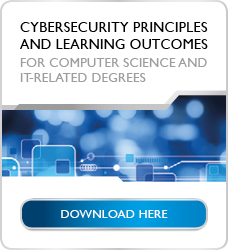 CYBERSECURITY PRINCIPLES
AND LEARNING OUTCOMES
FOR COMPUTER SCIENCE AND
IT-RELATED DEGREES
DOWNLOAD HERE